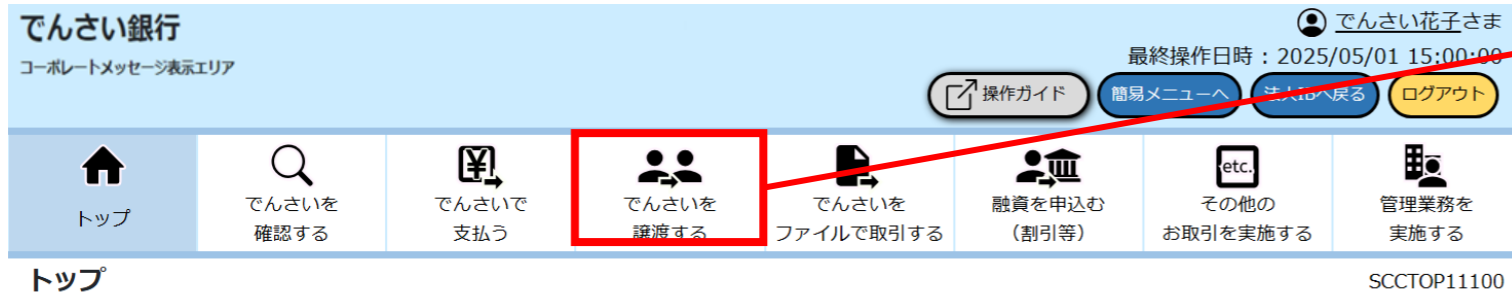 でんさい銀行
コーポレートメッセージ表示エリア
でんさい花子さま
最終操作日時：2025/05/01 15:00:00
操作ガイド
簡易メニューへ
法人IBへ戻る
ログアウト
トップ
でんさいを
確認する
でんさいで
支払う
でんさいを
譲渡する
でんさいを
ファイルで取引する
融資を申込む
（割引等）
etc.
その他の
お取引を実施する
管理業務を
実施する
トップ
SCCTOP11100